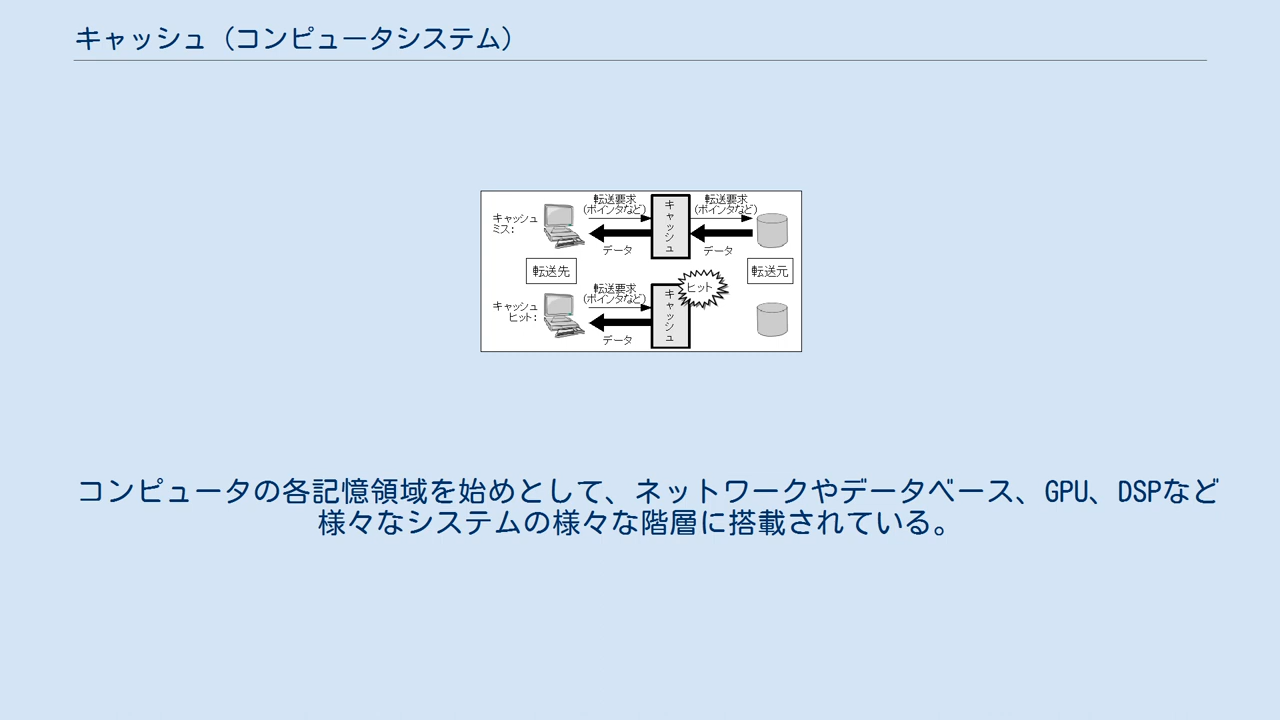 キャッシュ（コンピュータシステム）
転送要求
(ポインタなど)
転送要求
(ポインタなど)
キャッシュ
ミス：
キャッシュ
データ
データ
転送先
転送元
転送要求
(ポインタなど)
キャッシュ
ヒット：
キャッシュ
ヒット
データ
コンピュータの各記憶領域を始めとして、ネットワークやデータベース、GPU、DSPなど
様々なシステムの様々な階層に搭載されている。